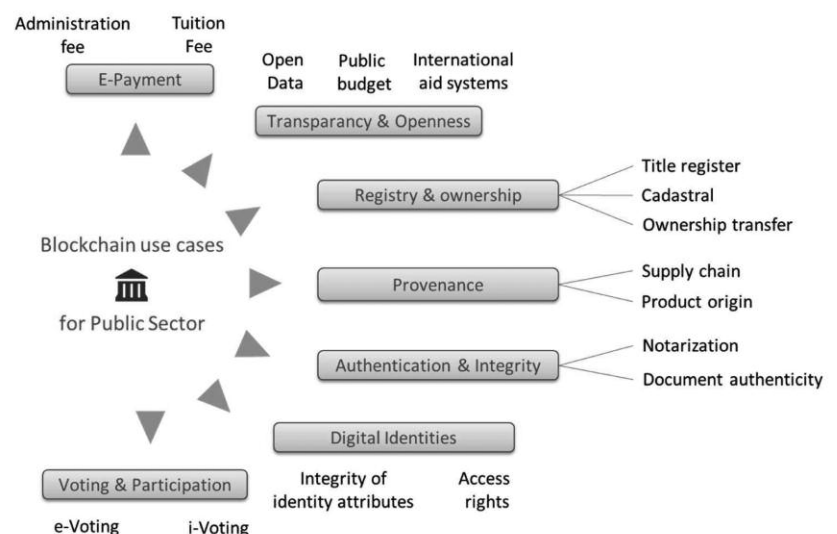 Administration
fee
Tuition
Fee
E-Payment
Open
Data
Public
budget
International
aid systems
Transparancy & Openness
Registry & ownership
Title register
Cadastral
Ownership transfer
Blockchain use cases
for Public Sector
Provenance
Supply chain
Product origin
Authentication & Integrity
Notarization
Document authenticity
Digital Identities
Integrity of
identity attributes
Access
rights
Voting & Participation
e-Voting
i-Voting